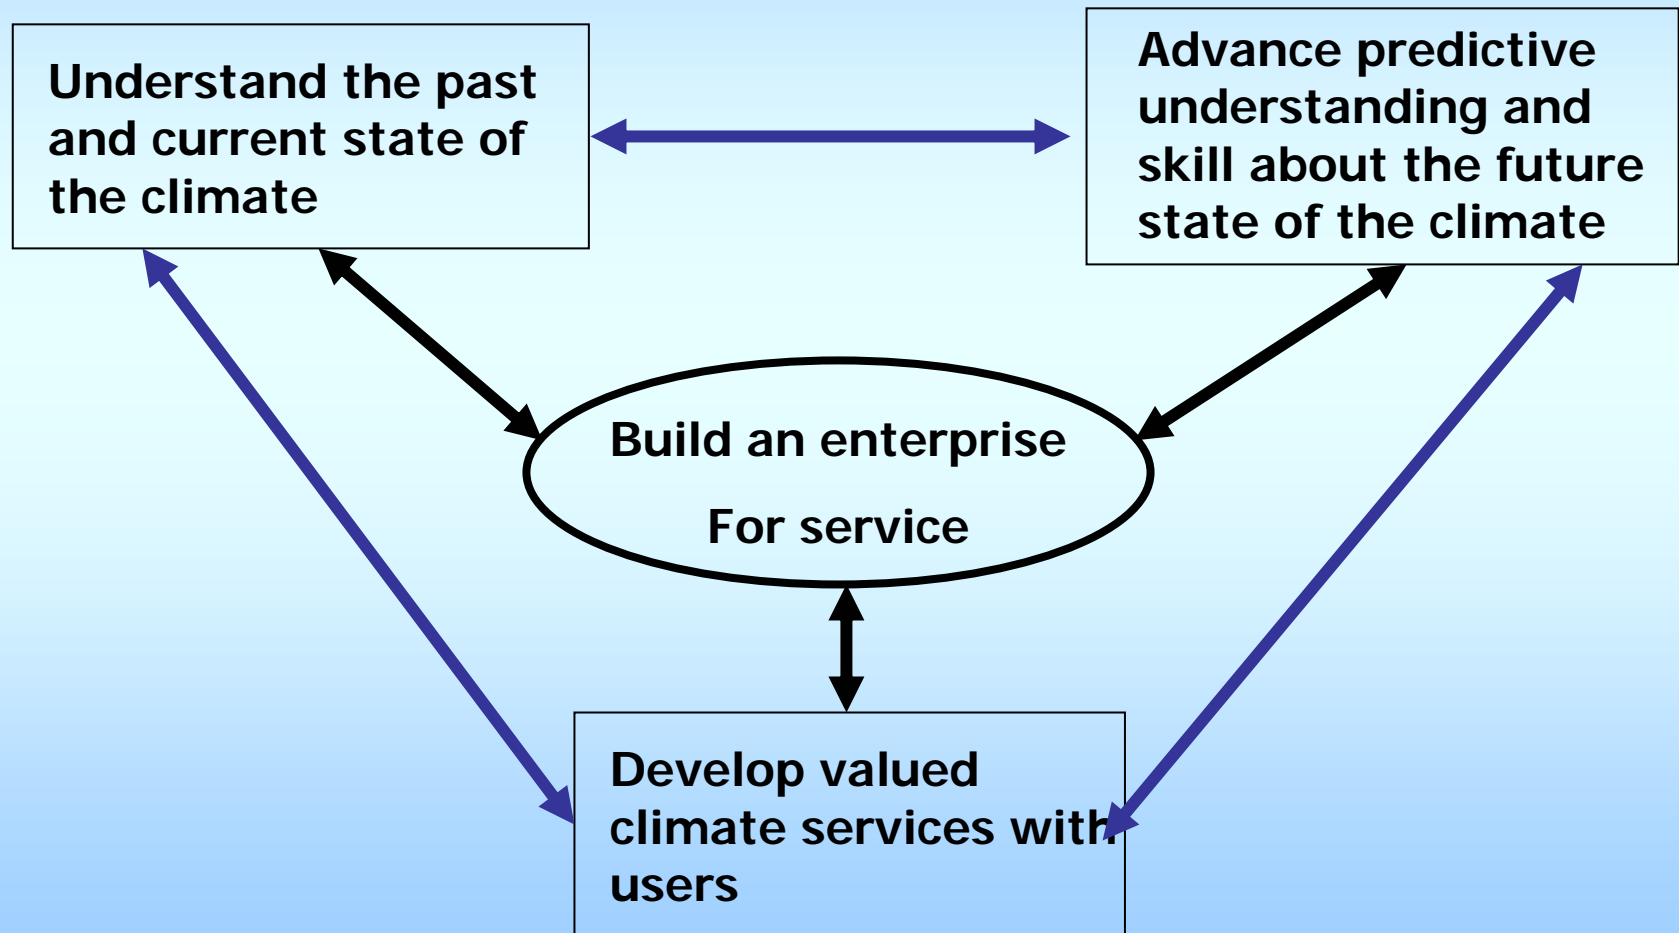 Understand the past
and current state of
the climate
Advance predictive
understanding and
skill about the future
state of the climate
Build an enterprise
For service
Develop valued
climate services with
users